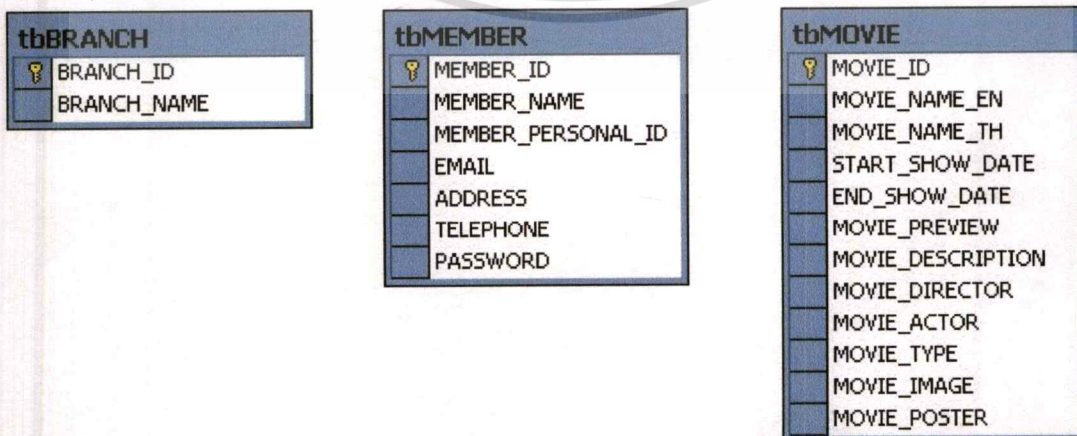 tbBRANCH
BRANCH_ID
BRANCH_NAME
tbMEMBER
MEMBER_ID
MEMBER_NAME
MEMBER_PERSONAL_ID
EMAIL
ADDRESS
TELEPHONE
PASSWORD
tbMOVIE
MOVIE_ID
MOVIE_NAME_EN
MOVIE_NAME_TH
START_SHOW_DATE
END_SHOW_DATE
MOVIE_PREVIEW
MOVIE_DESCRIPTION
MOVIE_DIRECTOR
MOVIE_ACTOR
MOVIE_TYPE
MOVIE_IMAGE
MOVIE_POSTER